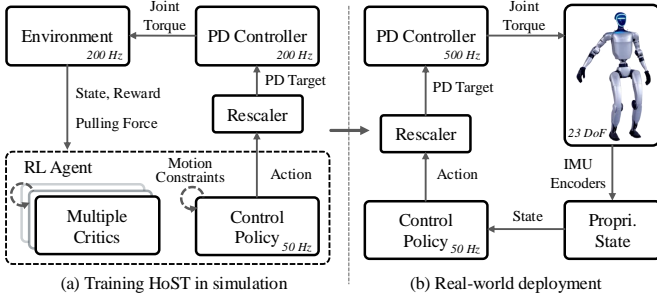 Joint
Torque
Environment
200 Hz
PD Controller
200 Hz
State, Reward
Pulling Force
PD Target
Rescaler
RL Agent
Motion
Constraints
Action
Multiple
Critics
Control
Policy
50 Hz
(a) Training HoST in simulation
Joint
Torque
PD Controller
500 Hz
23 DoF
PD Target
Rescaler
IMU
Encoders
Action
State
Control
Policy
50 Hz
Propri.
State
(b) Real-world deployment